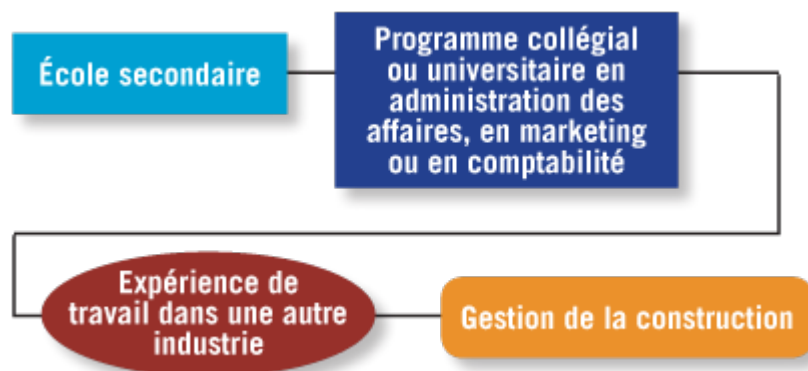 École secondaire
Programme collégial
ou universitaire en
administration des
affaires, en marketing
ou en comptabilité
Expérience de
travail dans une autre
industrie
Gestion de la construction